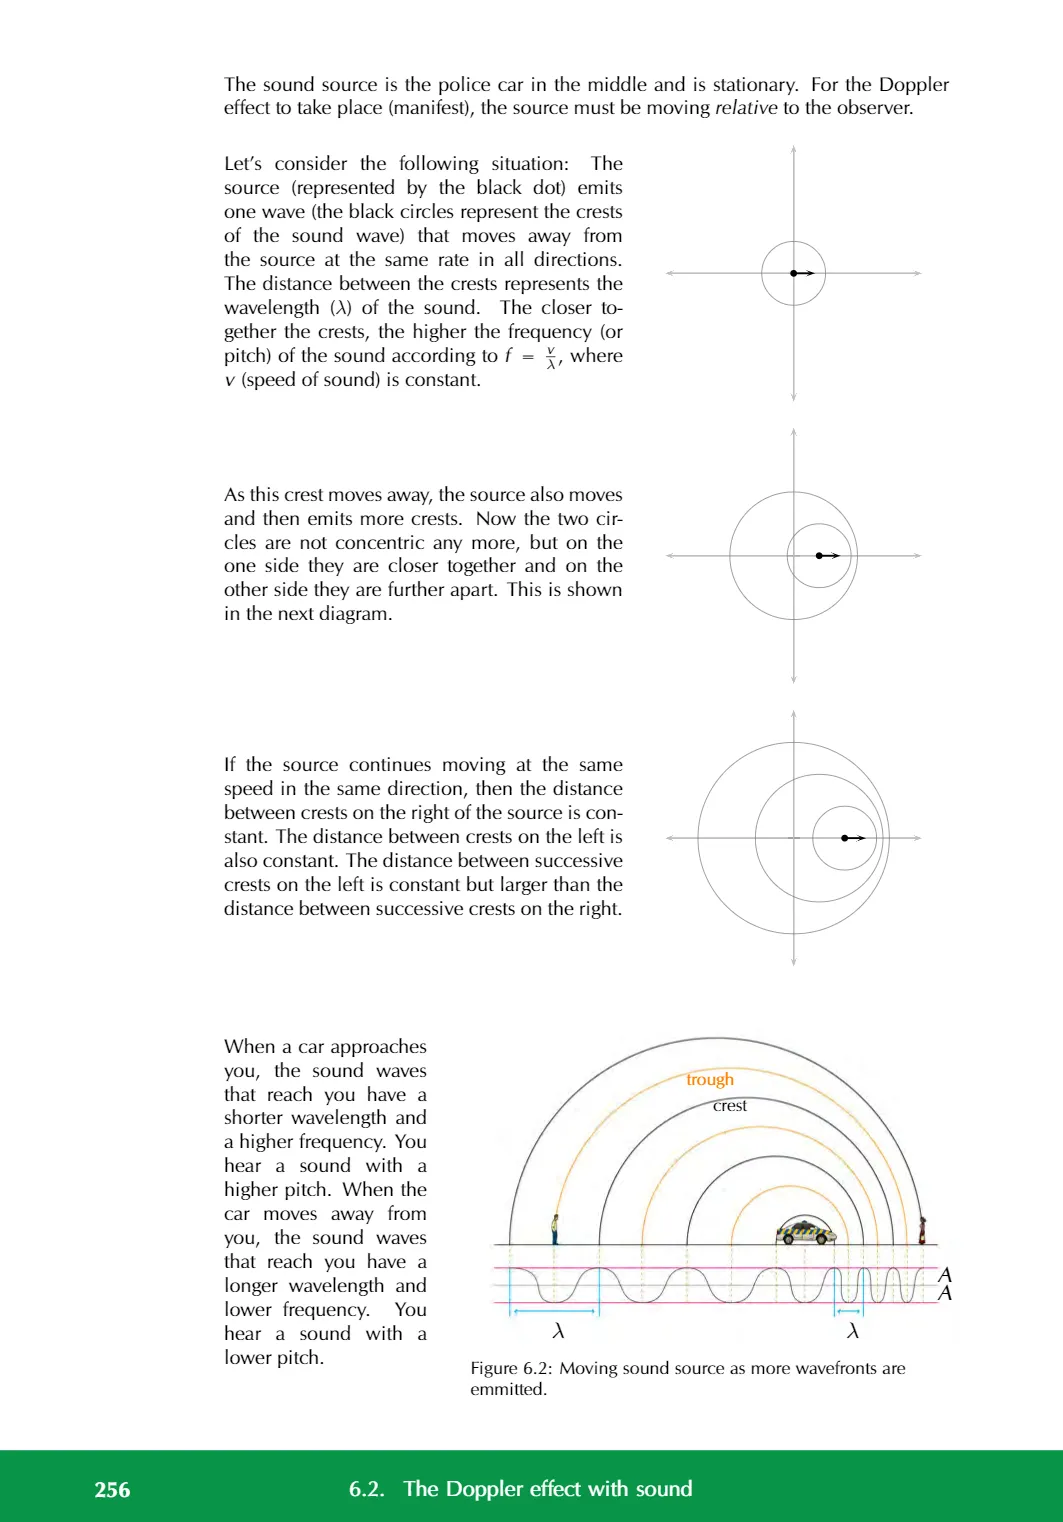 The sound source is the police car in the middle and is stationary. For the Doppler
effect to take place (manifest), the source must be moving relative to the observer.
Let's consider the following situation: The
source (represented by the black dot) emits
one wave (the black circles represent the crests
of the sound wave) that moves away from
the source at the same rate in all directions.
The distance between the crests represents the
wavelength (λ) of the sound. The closer to-
gether the crests, the higher the frequency (or
pitch) of the sound according to f = v/λ, where
v (speed of sound) is constant.
As this crest moves away, the source also moves
and then emits more crests. Now the two cir-
cles are not concentric any more, but on the
one side they are closer together and on the
other side they are further apart. This is shown
in the next diagram.
If the source continues moving at the same
speed in the same direction, then the distance
between crests on the right of the source is con-
stant. The distance between crests on the left is
also constant. The distance between successive
crests on the left is constant but larger than the
distance between successive crests on the right.
When a car approaches
you, the sound waves
that reach you have a
shorter wavelength and
a higher frequency. You
hear a sound with a
higher pitch. When the
car moves away from
you, the sound waves
that reach you have a
longer wavelength and
lower frequency. You
hear a sound with a
lower pitch.
trough
crest
A
A
λ λ
Figure 6.2: Moving sound source as more wavefronts are
emmitted.
256 6.2. The Doppler effect with sound